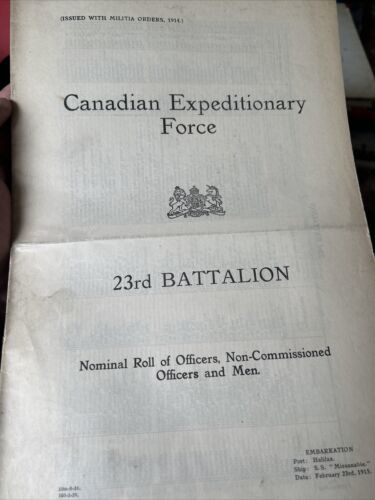 (ISSUED WITH MILITIA ORDERS, 1914.)
Canadian Expeditionary
Force
23rd BATTALION
Nominal Roll of Officers, Non-Commissioned
Officers and Men.
EMBARKATION
Port: Halifax.
Ship: S. S. "Missanabie."
Date: February 23rd, 1915.